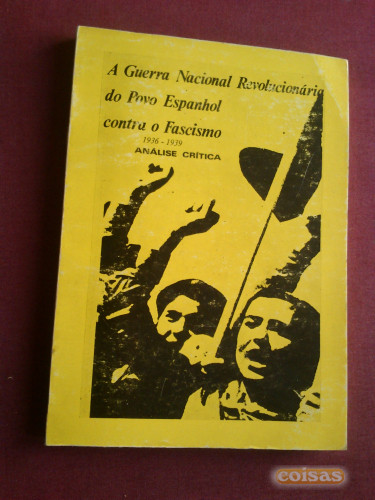 A Guerra Nacional Revolucionária
do Povo Espanhol
contra o Fascismo
1936 - 1939
ANÁLISE CRÍTICA
coisas